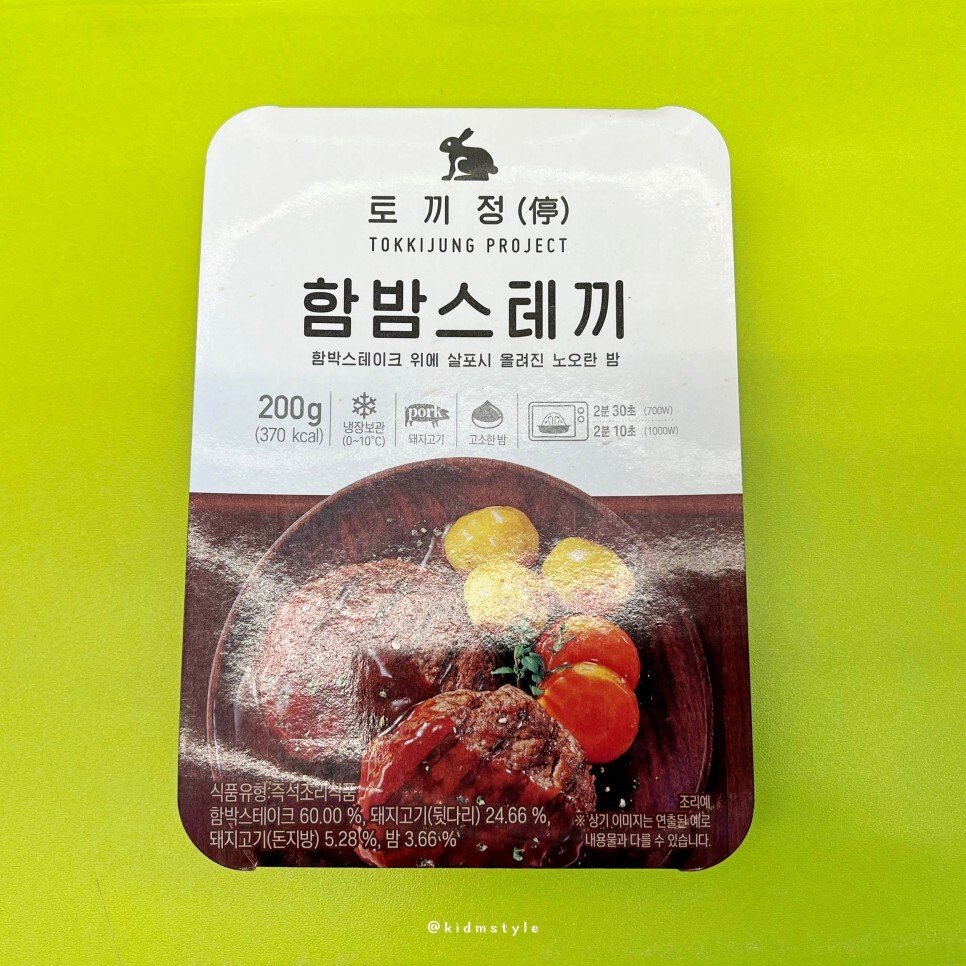 토끼정(停)
TOKKIJUNG PROJECT
함밤스테끼
함박스테이크 위에 살포시 올려진 노오란 밤
200g
(370 kcal)
냉장보관
(0~10°C)
pork
돼지고기
고소한 밤
2분 30초 (700W)
2분 10초 (1000W)
식품유형:즉석조리식품
함박스테이크 60.00 %, 돼지고기(뒷다리) 24.66 %,
돼지고기(돈지방) 5.28 %, 밤 3.66 %
조리예
※ 상기 이미지는 연출된 예로
내용물과 다를 수 있습니다.
@kidmstyle